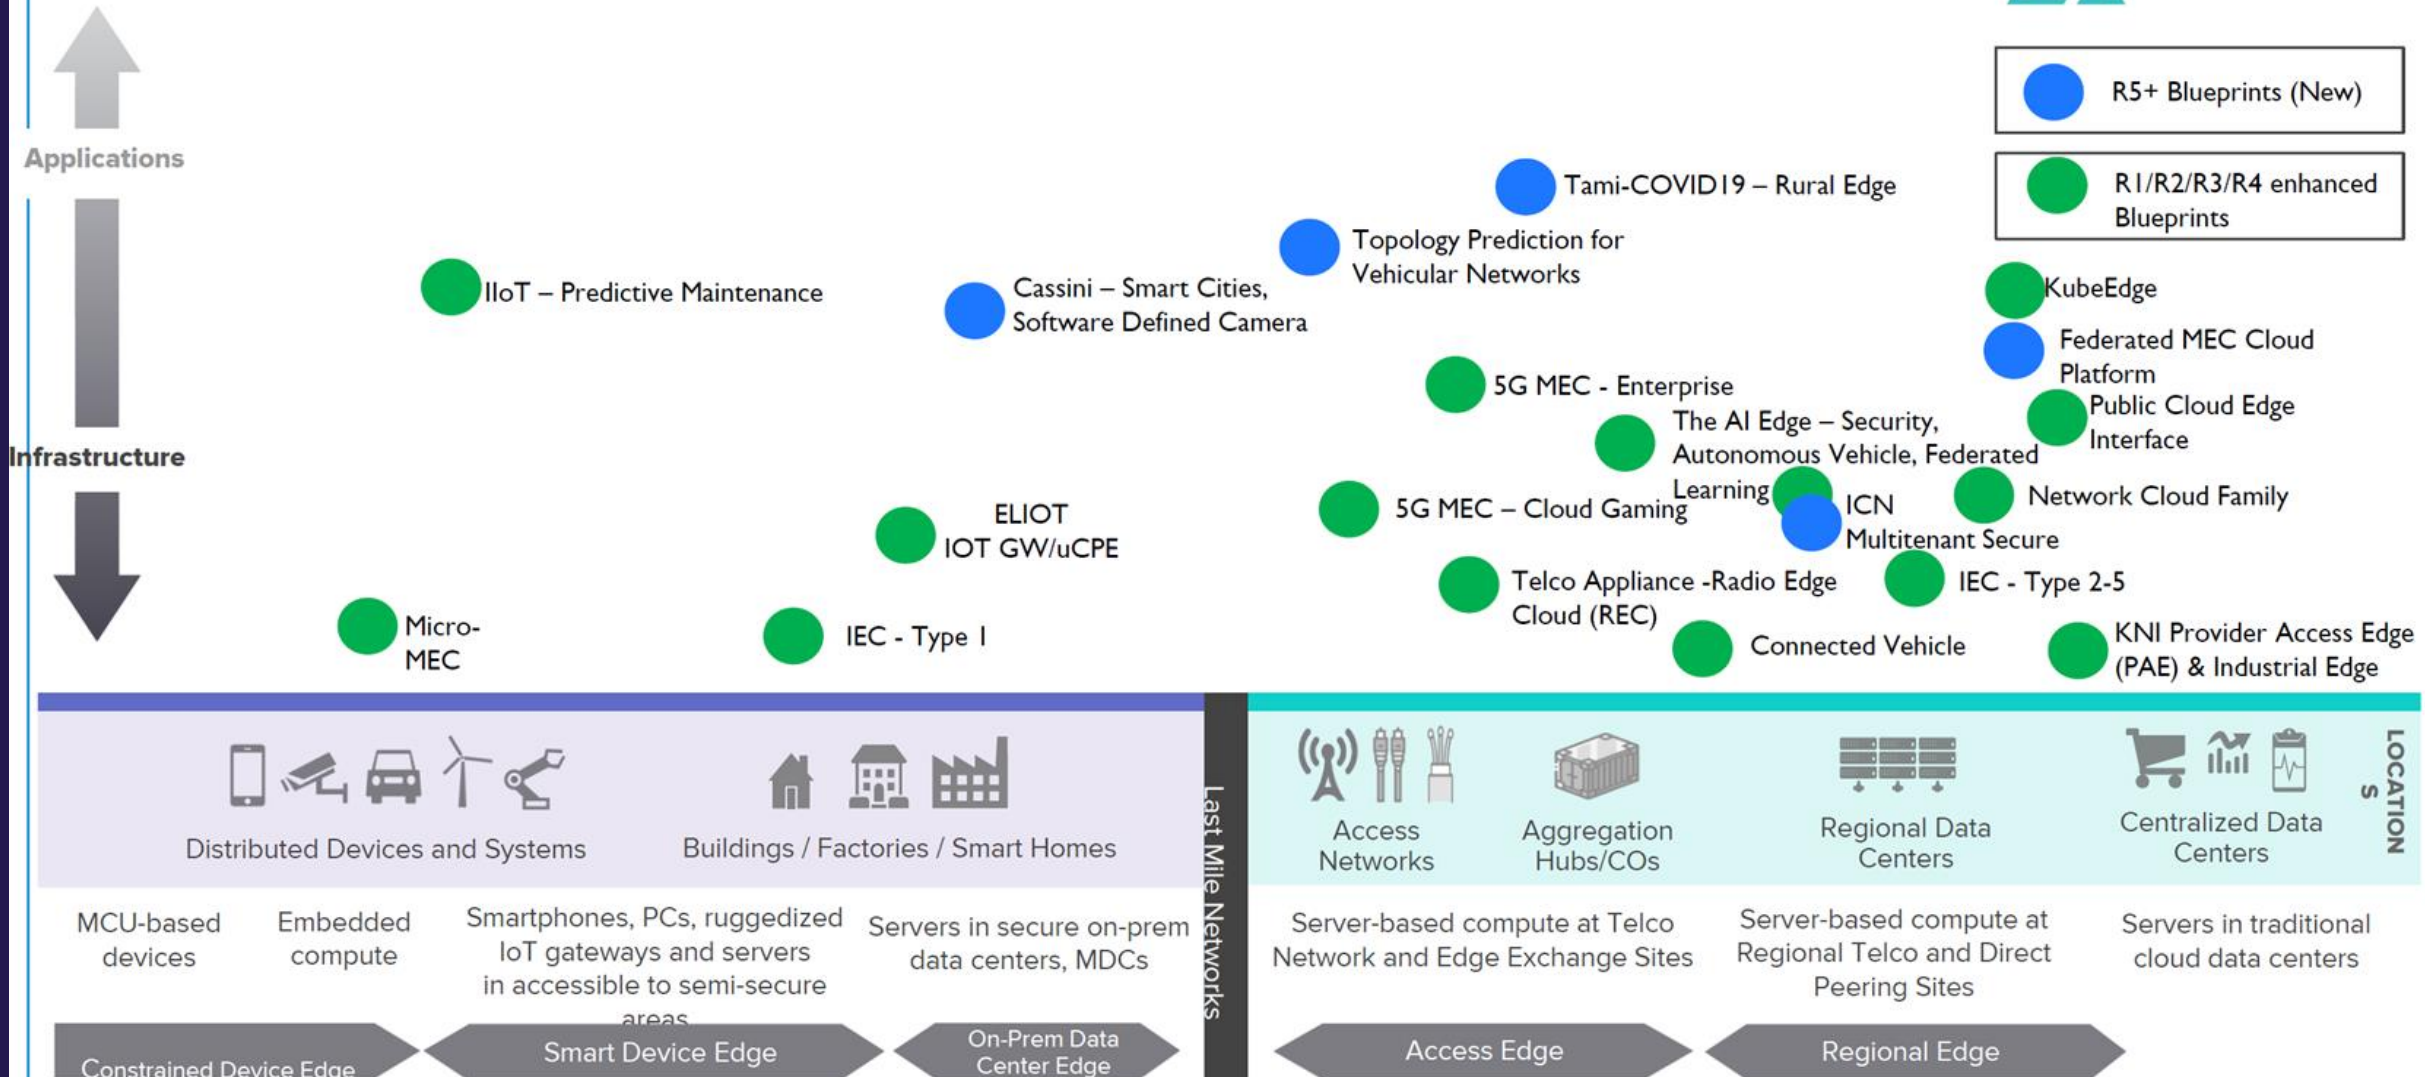 R5+ Blueprints (New)
R1/R2/R3/R4 enhanced
Blueprints
Applications
Infrastructure
Tami-COVID19 – Rural Edge
Topology Prediction for
Vehicular Networks
IIoT – Predictive Maintenance
Cassini – Smart Cities,
Software Defined Camera
KubeEdge
Federated MEC Cloud
Platform
5G MEC - Enterprise
Public Cloud Edge
Interface
The AI Edge – Security,
Autonomous Vehicle, Federated
Learning
5G MEC – Cloud Gaming
ICN
Multitenant Secure
Network Cloud Family
ELIOT
IOT GW/uCPE
Telco Appliance -Radio Edge
Cloud (REC)
IEC - Type 2-5
Micro-
MEC
IEC - Type 1
Connected Vehicle
KNI Provider Access Edge
(PAE) & Industrial Edge
Distributed Devices and Systems
Buildings / Factories / Smart Homes
Last Mile Networks
Access
Networks
Aggregation
Hubs/COs
Regional Data
Centers
Centralized Data
Centers
LOCATION
S
MCU-based
devices
Embedded
compute
Smartphones, PCs, ruggedized
IoT gateways and servers
in accessible to semi-secure
areas
Servers in secure on-prem
data centers, MDCs
Server-based compute at Telco
Network and Edge Exchange Sites
Server-based compute at
Regional Telco and Direct
Peering Sites
Servers in traditional
cloud data centers
Constrained Device Edge
Smart Device Edge
On-Prem Data
Center Edge
Access Edge
Regional Edge